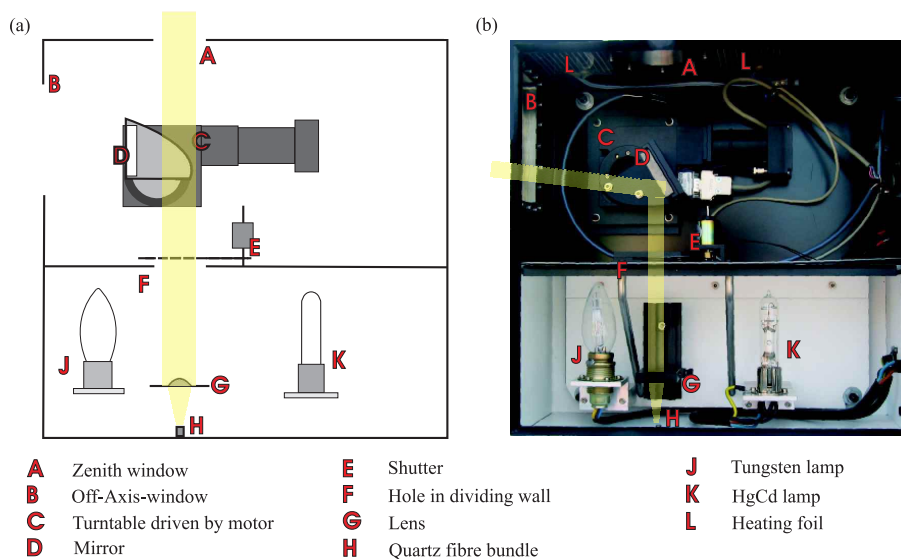 (a)
A
B
C
D
E
F
J
K
G
H
(b)
L
A
L
B
C
D
E
F
J
K
G
H
A Zenith window
B Off-Axis-window
C Turntable driven by motor
D Mirror
E Shutter
F Hole in dividing wall
G Lens
H Quartz fibre bundle
J Tungsten lamp
K HgCd lamp
L Heating foil